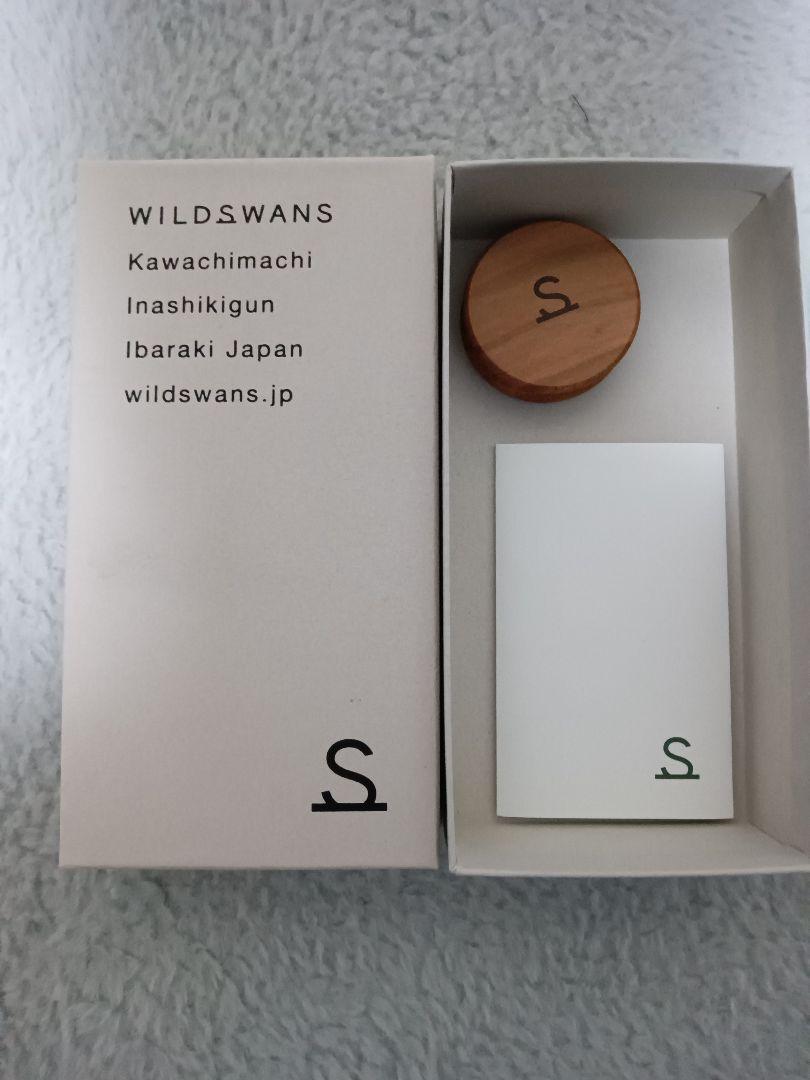 WILDSWANS
Kawachimachi
Inashikigun
Ibaraki Japan
wildswans.jp
S
S
S